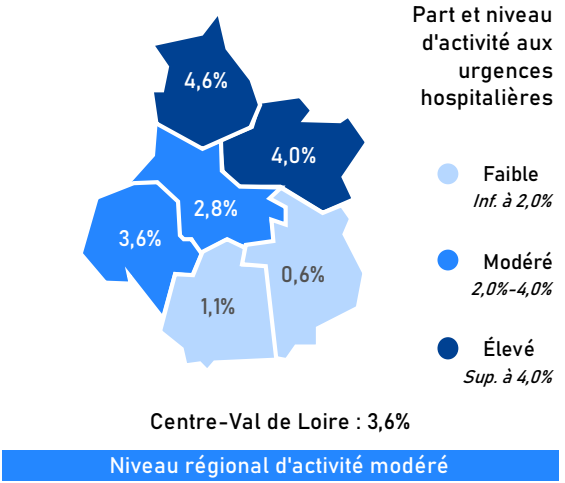 Part et niveau
d'activité aux
urgences
hospitalières
4,6%
4,0%
Faible
Inf. à 2,0%
2,8%
3,6%
Modéré
2,0%-4,0%
0,6%
1,1%
Élevé
Sup. à 4,0%
Centre-Val de Loire : 3,6%
Niveau régional d'activité modéré